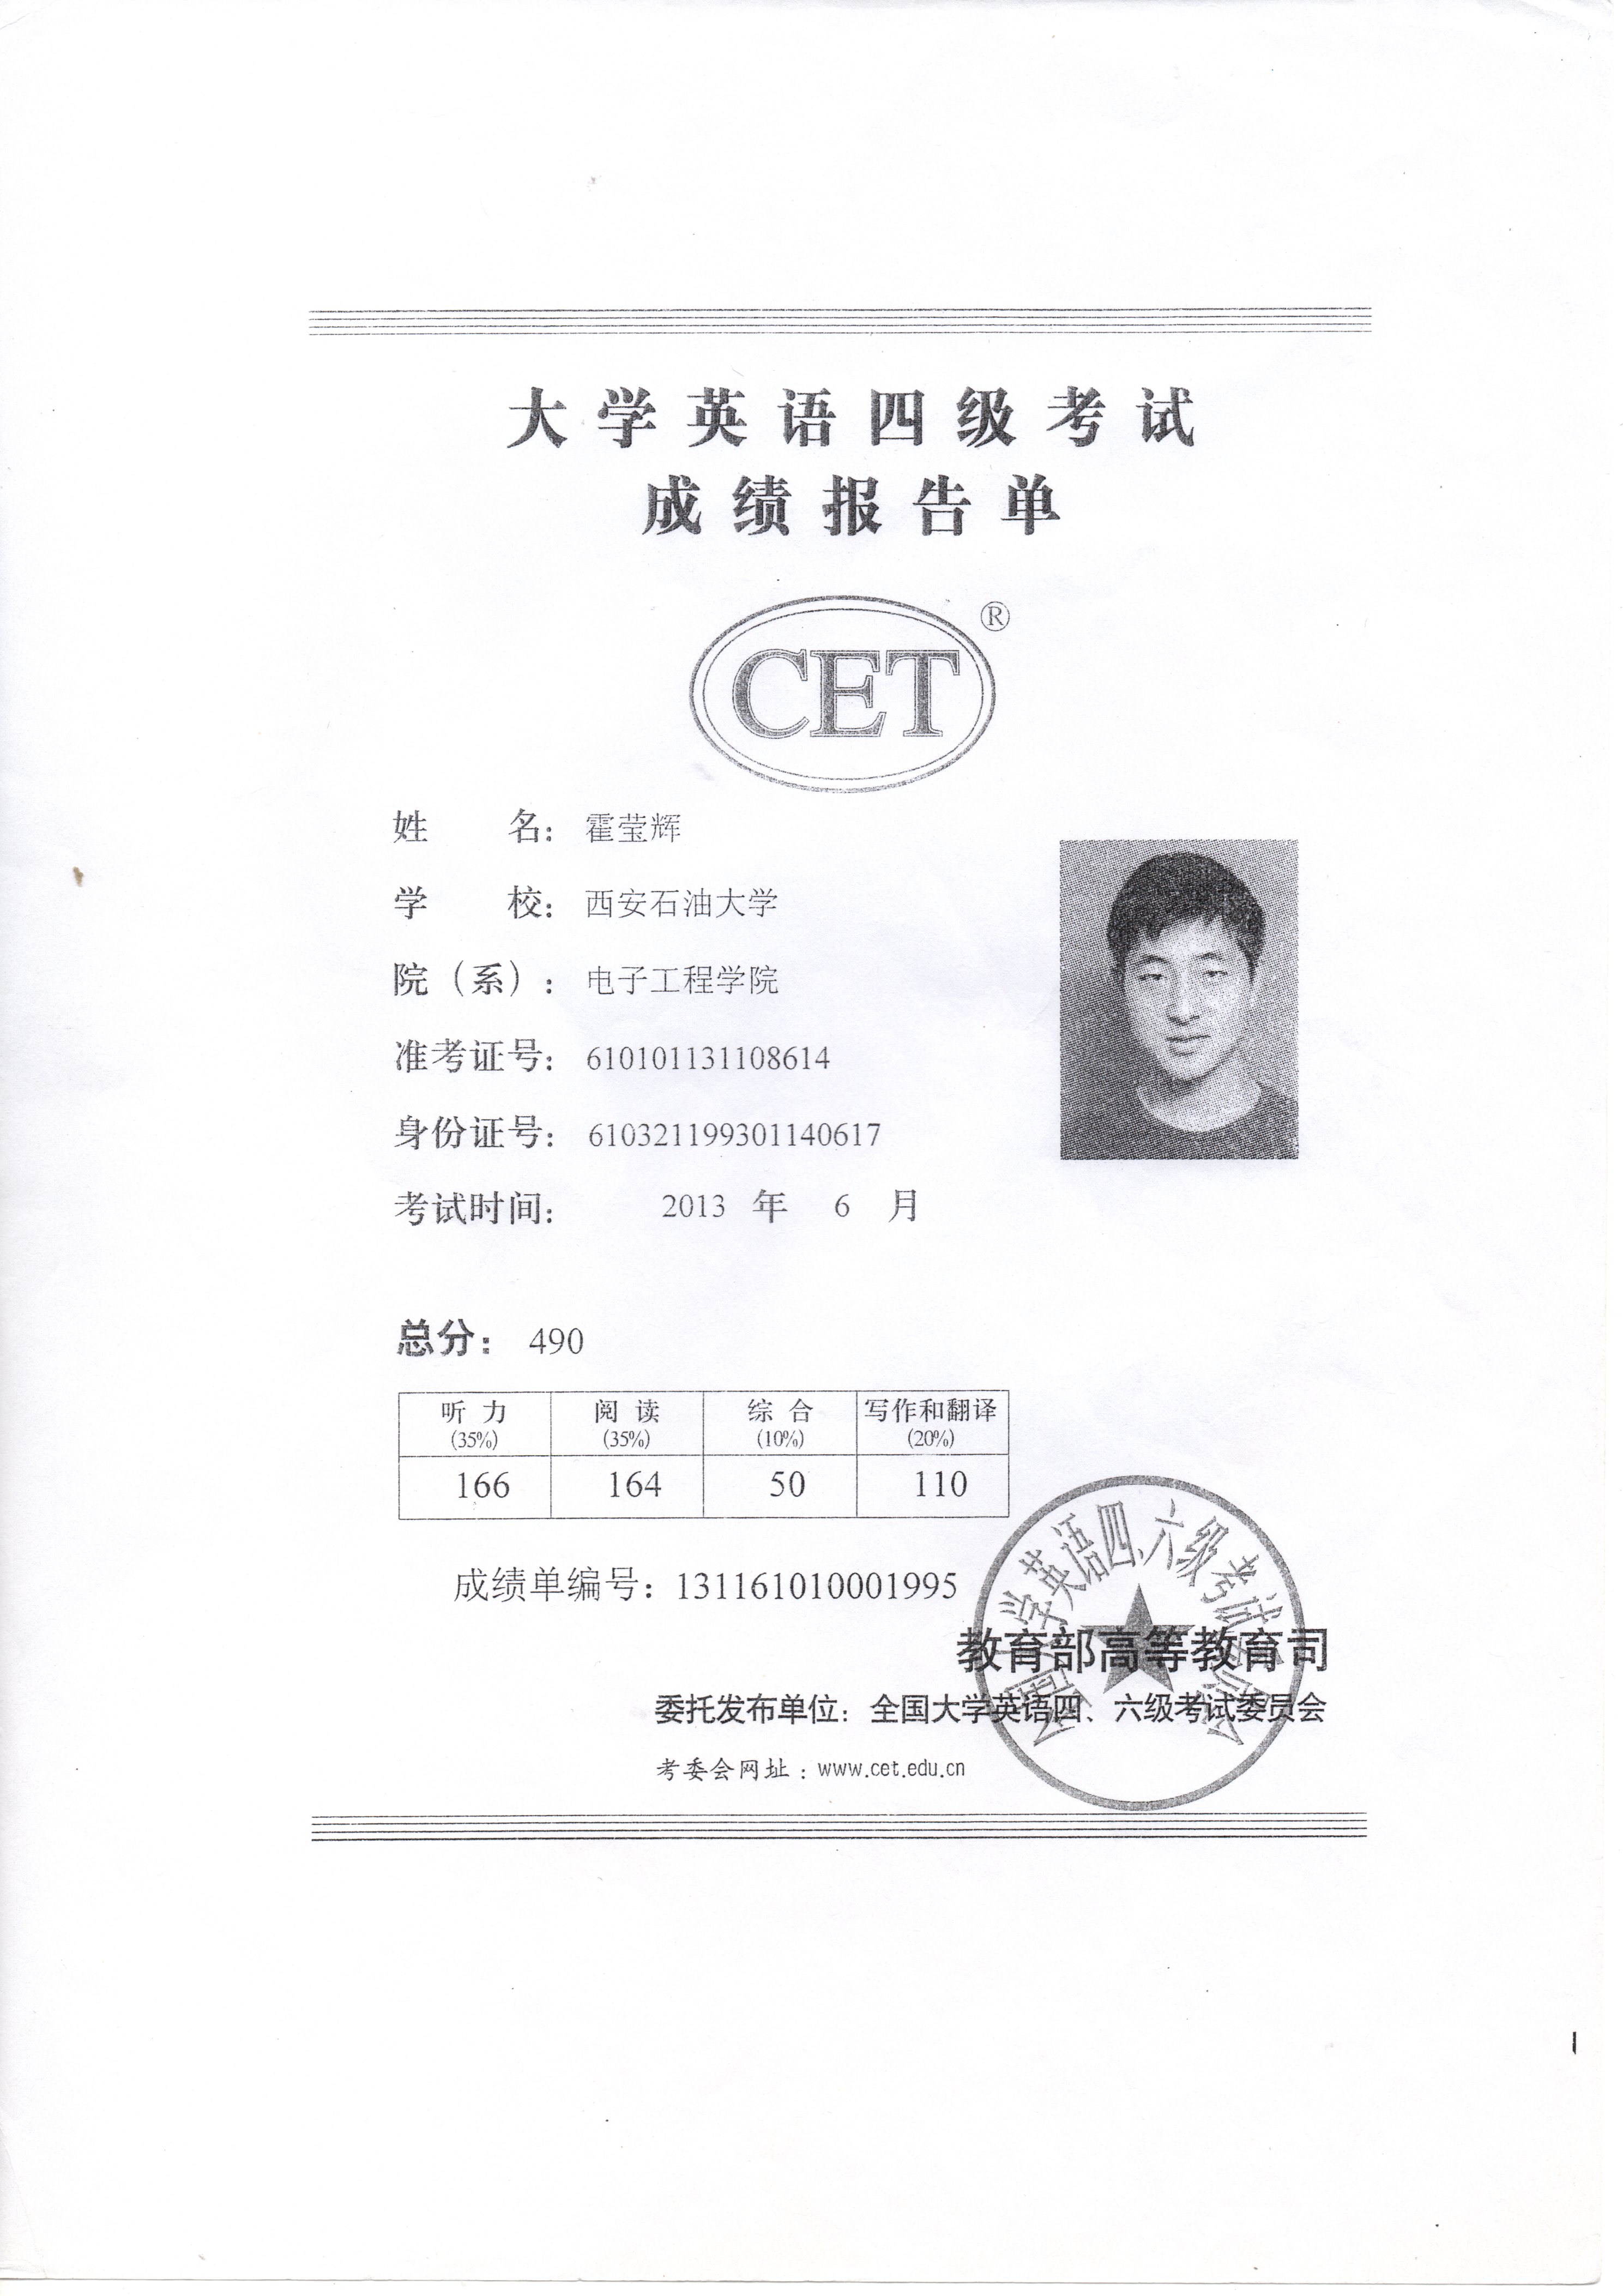 大学英语四级考试
成绩报告单
CET®
姓 名：霍莹辉
学 校：西安石油大学
院（系）：电子工程学院
准考证号：610101131108614
身份证号：610321199301140617
考试时间： 2013 年 6 月
总分：490
听 力 阅 读 综 合 写作和翻译
(35%) (35%) (10%) (20%)
166 164 50 110
成绩单编号：131161010001995
全国大学英语四、六级考试委员会
教育部高等教育司
委托发布单位：全国大学英语四、六级考试委员会
考委会网址：www.cet.edu.cn